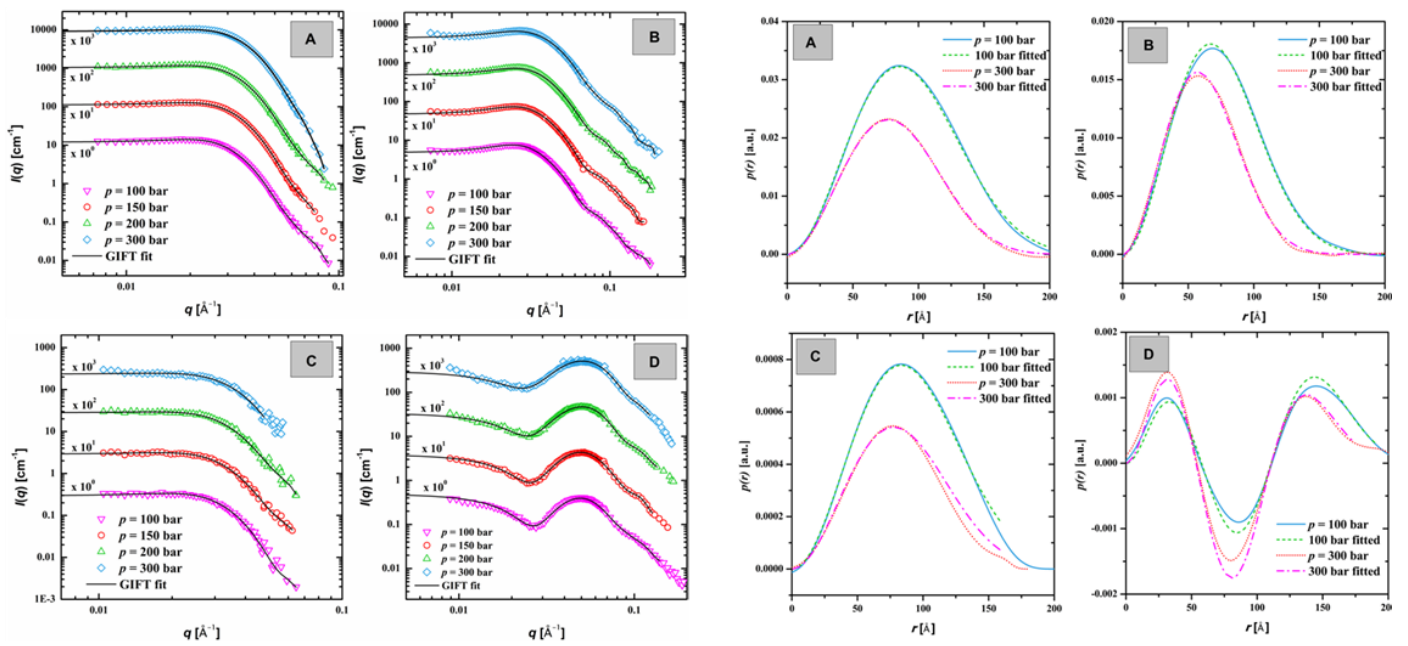 A
10000
1000
100
10
1
0.1
0.01
I(q) [cm⁻¹]
x 10³
x 10²
x 10¹
x 10⁰
p = 100 bar
p = 150 bar
p = 200 bar
p = 300 bar
GIFT fit
0.01 0.1
q [Å⁻¹]
B
10000
1000
100
10
1
0.1
0.01
I(q) [cm⁻¹]
x 10³
x 10²
x 10¹
x 10⁰
p = 100 bar
p = 150 bar
p = 200 bar
p = 300 bar
GIFT fit
0.01 0.1
q [Å⁻¹]
A
0.04
0.03
0.02
0.01
0.00
p(r) [a.u.]
p = 100 bar
100 bar fitted
p = 300 bar
300 bar fitted
0 50 100 150 200
r [Å]
B
0.020
0.015
0.010
0.005
0.000
p(r) [a.u.]
p = 100 bar
100 bar fitted
p = 300 bar
300 bar fitted
0 50 100 150 200
r [Å]
C
1000
100
10
1
0.1
0.01
1E-3
I(q) [cm⁻¹]
x 10³
x 10²
x 10¹
x 10⁰
p = 100 bar
p = 150 bar
p = 200 bar
p = 300 bar
GIFT fit
0.01 0.1
q [Å⁻¹]
D
1000
100
10
1
0.1
0.01
I(q) [cm⁻¹]
x 10³
x 10²
x 10¹
x 10⁰
p = 100 bar
p = 150 bar
p = 200 bar
p = 300 bar
GIFT fit
0.01 0.1
q [Å⁻¹]
C
0.0008
0.0006
0.0004
0.0002
0.0000
p(r) [a.u.]
p = 100 bar
100 bar fitted
p = 300 bar
300 bar fitted
0 50 100 150 200
r [Å]
D
0.002
0.001
0.000
-0.001
-0.002
p(r) [a.u.]
p = 100 bar
100 bar fitted
p = 300 bar
300 bar fitted
0 50 100 150 200
r [Å]